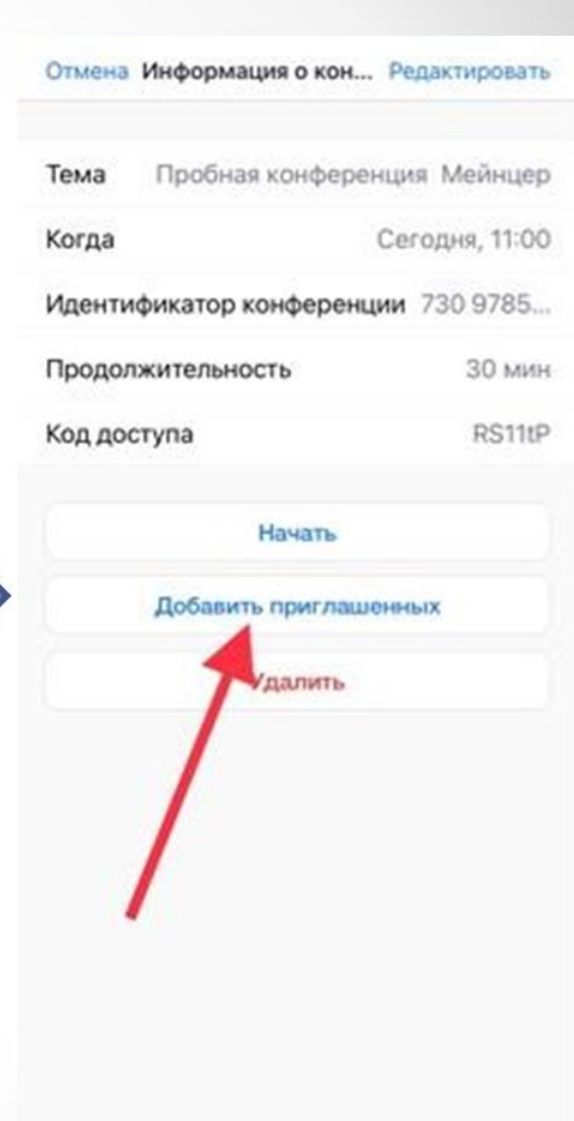 Отмена Информация о кон... Редактировать
Тема Пробная конференция Мейнцер
Когда Сегодня, 11:00
Идентификатор конференции 730 9785...
Продолжительность 30 мин
Код доступа RS11tP
Начать
Добавить приглашенных
Удалить